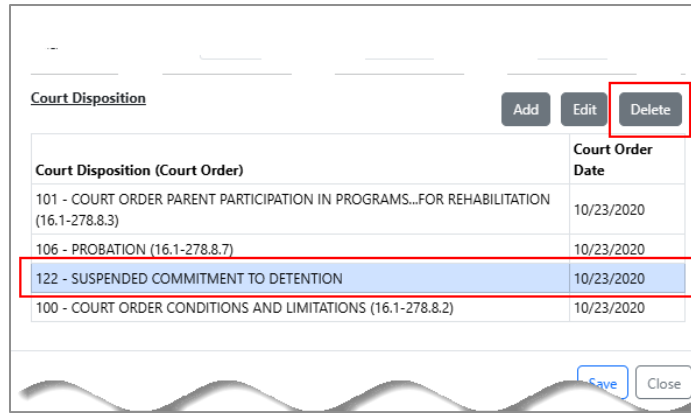 Court Disposition
Add Edit Delete
Court Disposition (Court Order) Court Order Date
101 - COURT ORDER PARENT PARTICIPATION IN PROGRAMS...FOR REHABILITATION
(16.1-278.8.3) 10/23/2020
106 - PROBATION (16.1-278.8.7) 10/23/2020
122 - SUSPENDED COMMITMENT TO DETENTION 10/23/2020
100 - COURT ORDER CONDITIONS AND LIMITATIONS (16.1-278.8.2) 10/23/2020
Save Close